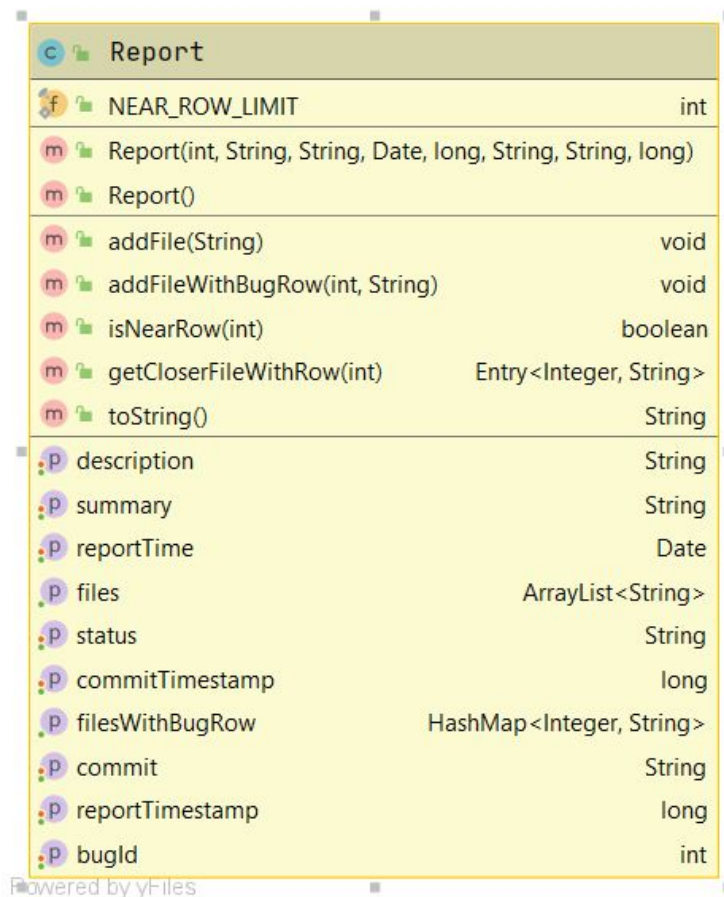 C Report
f NEAR_ROW_LIMIT int
m Report(int, String, String, Date, long, String, String, long)
m Report()
m addFile(String) void
m addFileWithBugRow(int, String) void
m isNearRow(int) boolean
m getCloserFileWithRow(int) Entry<Integer, String>
m toString() String
P description String
P summary String
P reportTime Date
P files ArrayList<String>
P status String
P commitTimestamp long
P filesWithBugRow HashMap<Integer, String>
P commit String
P reportTimestamp long
P bugId int
Powered by yFiles